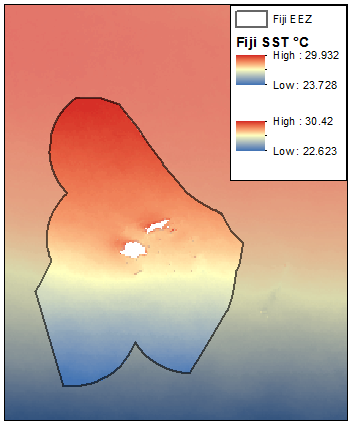 Fiji EEZ
Fiji SST °C
High : 29.932
Low : 23.728
High : 30.42
Low : 22.623